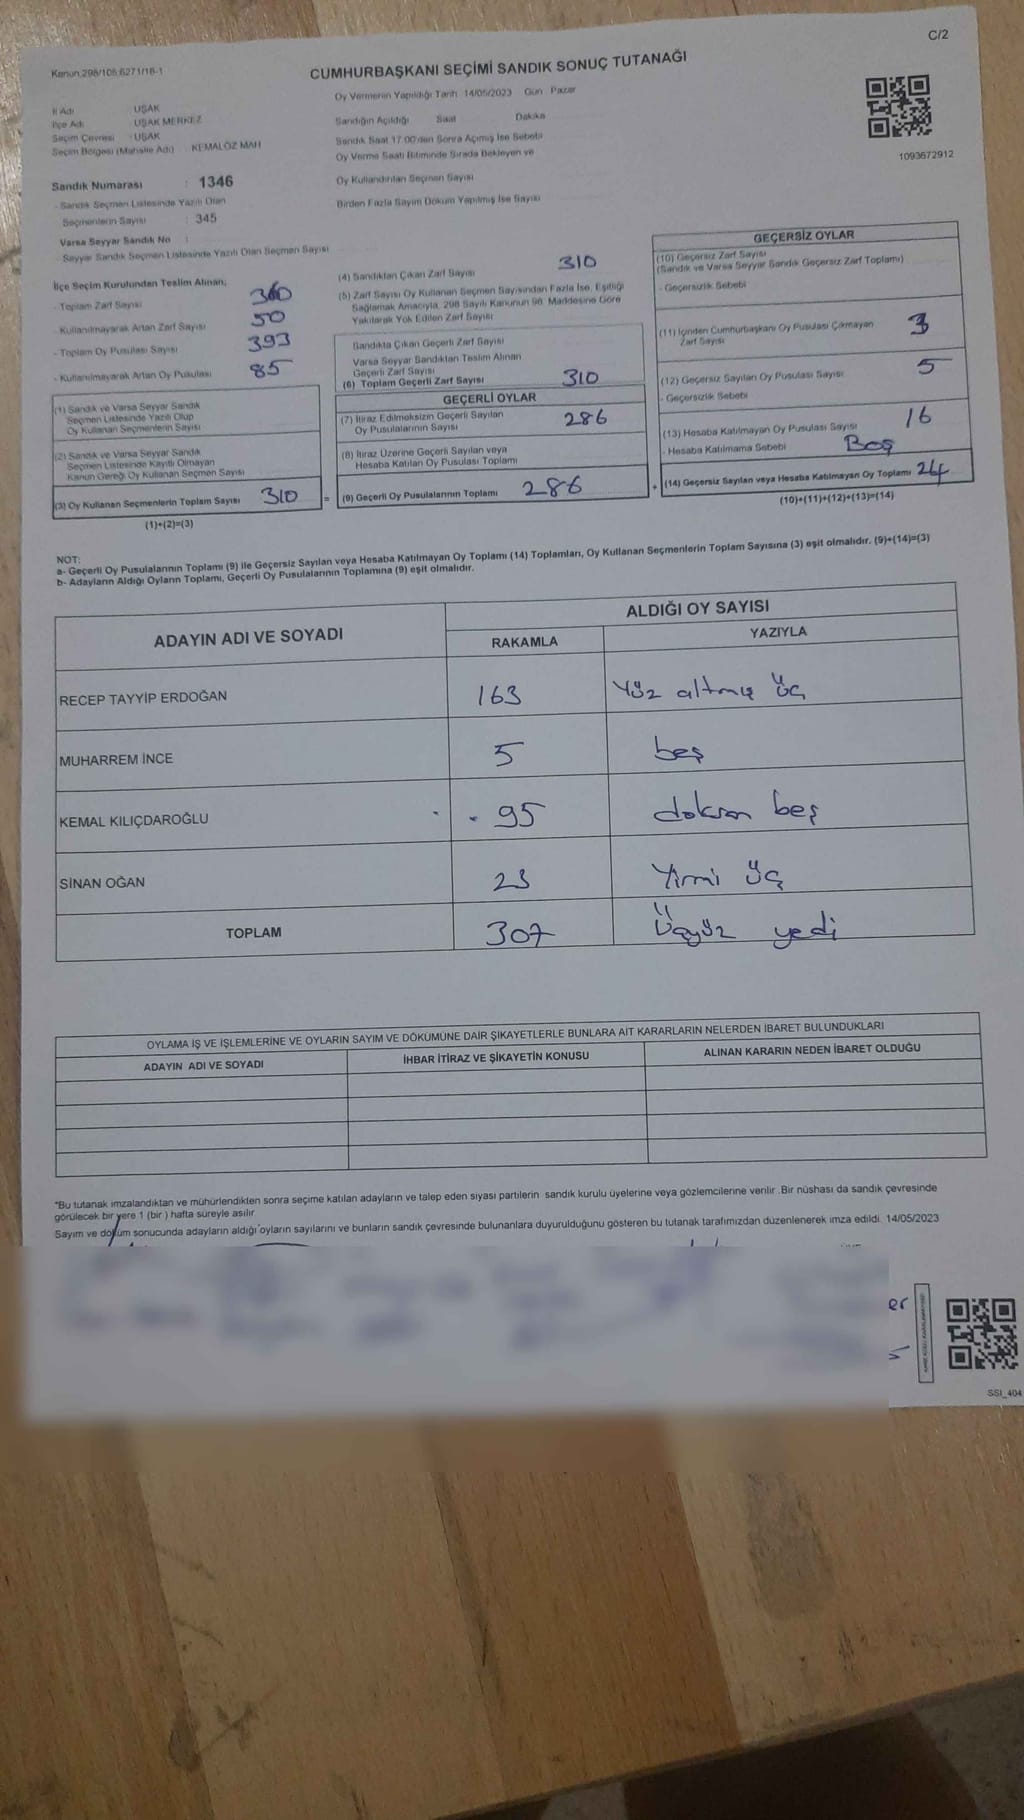 C/2
Kanun 298/105,6271/16-1
CUMHURBAŞKANI SEÇİMİ SANDIK SONUÇ TUTANAĞI
Oy Vermenin Yapıldığı Tarih 14/05/2023 Gün : Pazar
İl Adı UŞAK
İlçe Adı UŞAK MERKEZ
Seçim Çevresi UŞAK
Seçim Bölgesi (Mahalle Adı) KEMALÖZ MAH
Sandığın Açıldığı Saat Dakika
Sandık Saat 17:00'den Sonra Açılmış İse Sebebi
Oy Verme Saati Bitiminde Sırada Bekleyen ve
Oy Kullandırılan Seçmen Sayısı
Birden Fazla Sayım Döküm Yapılmış İse Sayısı
1093672912
Sandık Numarası : 1346
- Sandık Seçmen Listesinde Yazılı Olan
Seçmenlerin Sayısı : 345
Varsa Seyyar Sandık No :
- Seyyar Sandık Seçmen Listesinde Yazılı Olan Seçmen Sayısı
İlçe Seçim Kurulundan Teslim Alınan;
- Toplam Zarf Sayısı 360
- Kullanılmayarak Artan Zarf Sayısı 50
- Toplam Oy Pusulası Sayısı 393
- Kullanılmayarak Artan Oy Pukulası 85
(1) Sandık ve Varsa Seyyar Sandık
Seçmen Listesinde Yazılı Olup
Oy Kullanan Seçmenlerin Sayısı
(2) Sandık ve Varsa Seyyar Sandık
Seçmen Listesinde Kayıtlı Olmayan
Kanun Gereği Oy Kullanan Seçmen Sayısı
(3) Oy Kullanan Seçmenlerin Toplam Sayısı 310
(1)+(2)=(3)
(4) Sandıktan Çıkan Zarf Sayısı 310
(5) Zarf Sayısı Oy Kullanan Seçmen Sayısından Fazla İse, Eşitliği
Sağlamak Amacıyla, 298 Sayılı Kanunun 98. Maddesine Göre
Yakılarak Yok Edilen Zarf Sayısı
Sandıkta Çıkan Geçerli Zarf Sayısı
Varsa Seyyar Sandıktan Teslim Alınan
Geçerli Zarf Sayısı
(6) Toplam Geçerli Zarf Sayısı 310
GEÇERLİ OYLAR
(7) İtiraz Edilmeksizin Geçerli Sayılan
Oy Pusulalarının Sayısı 286
(8) İtiraz Üzerine Geçerli Sayılan veya
Hesaba Katılan Oy Pusulası Toplamı
= (9) Geçerli Oy Pusulalarının Toplamı 286
GEÇERSİZ OYLAR
(10) Geçersiz Zarf Sayısı
(Sandık ve Varsa Seyyar Sandık Geçersiz Zarf Toplamı)
- Geçersizlik Sebebi
(11) İçinden Cumhurbaşkanı Oy Pusulası Çıkmayan
Zarf Sayısı 3
(12) Geçersiz Sayılan Oy Pusulası Sayısı 5
- Geçersizlik Sebebi
(13) Hesaba Katılmayan Oy Pusulası Sayısı 16
- Hesaba Katılmama Sebebi Boş
+ (14) Geçersiz Sayılan veya Hesaba Katılmayan Oy Toplamı 24
(10)+(11)+(12)+(13)=(14)
NOT:
a- Geçerli Oy Pusulalarının Toplamı (9) ile Geçersiz Sayılan veya Hesaba Katılmayan Oy Toplamı (14) Toplamları, Oy Kullanan Seçmenlerin Toplam Sayısına (3) eşit olmalıdır. (9)+(14)=(3)
b- Adayların Aldığı Oyların Toplamı, Geçerli Oy Pusulalarının Toplamına (9) eşit olmalıdır.
ADAYIN ADI VE SOYADI ALDIĞI OY SAYISI
RAKAMLA YAZIYLA
RECEP TAYYİP ERDOĞAN 163 Yüz altmış üç
MUHARREM İNCE 5 beş
KEMAL KILIÇDAROĞLU 95 doksan beş
SİNAN OĞAN 23 Yirmi üç
TOPLAM 307 Üçyüz yedi
OYLAMA İŞ VE İŞLEMLERİNE VE OYLARIN SAYIM VE DÖKÜMÜNE DAİR ŞİKAYETLERLE BUNLARA AİT KARARLARIN NELERDEN İBARET BULUNDUKLARI
ADAYIN ADI VE SOYADI İHBAR İTİRAZ VE ŞİKAYETİN KONUSU ALINAN KARARIN NEDEN İBARET OLDUĞU
*Bu tutanak imzalandıktan ve mühürlendikten sonra seçime katılan adayların ve talep eden siyasi partilerin sandık kurulu üyelerine veya gözlemcilerine verilir .Bir nüshası da sandık çevresinde
görülecek bir yere 1 (bir ) hafta süreyle asılır
Sayım ve döküm sonucunda adayların aldığı oyların sayılarını ve bunların sandık çevresinde bulunanlara duyurulduğunu gösteren bu tutanak tarafımızdan düzenlenerek imza edildi. 14/05/2023
er
SSI_404